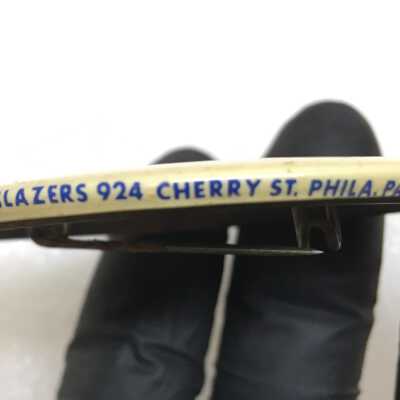 LAZERS 924 CHERRY ST. PHILA. PA